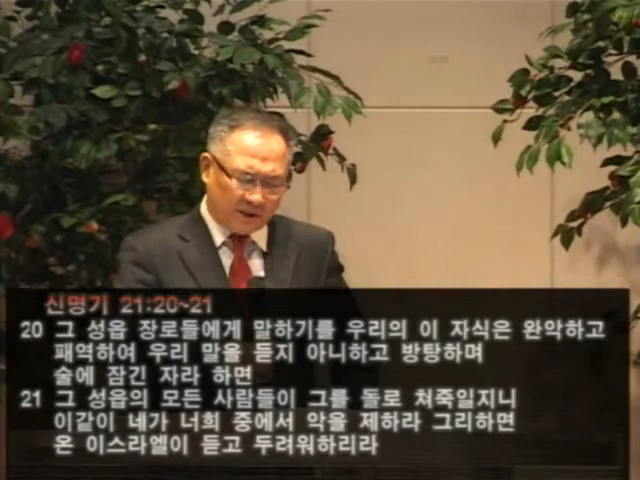 신명기 21:20~21
20 그 성읍 장로들에게 말하기를 우리의 이 자식은 완악하고
패역하여 우리 말을 듣지 아니하고 방탕하며
술에 잠긴 자라 하면
21 그 성읍의 모든 사람들이 그를 돌로 쳐죽일지니
이같이 네가 너희 중에서 악을 제하라 그리하면
온 이스라엘이 듣고 두려워하리라